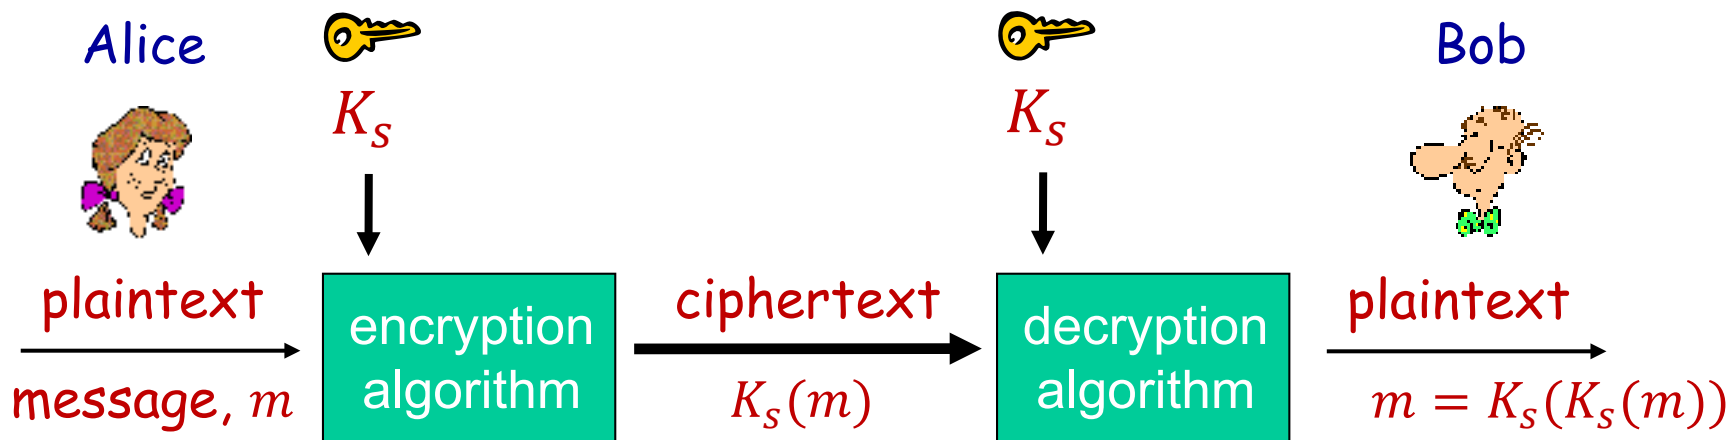 Alice
Bob
K_s
K_s
plaintext
encryption
algorithm
ciphertext
decryption
algorithm
plaintext
message, m
K_s(m)
m = K_s(K_s(m))